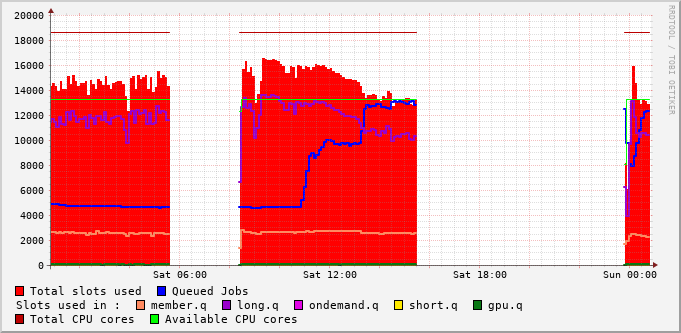 20000
18000
16000
14000
12000
10000
8000
6000
4000
2000
0
Sat 06:00 Sat 12:00 Sat 18:00 Sun 00:00
RRDTOOL / TOBI OETIKER
Total slots used Queued Jobs
Slots used in : member.q long.q ondemand.q short.q gpu.q
Total CPU cores Available CPU cores